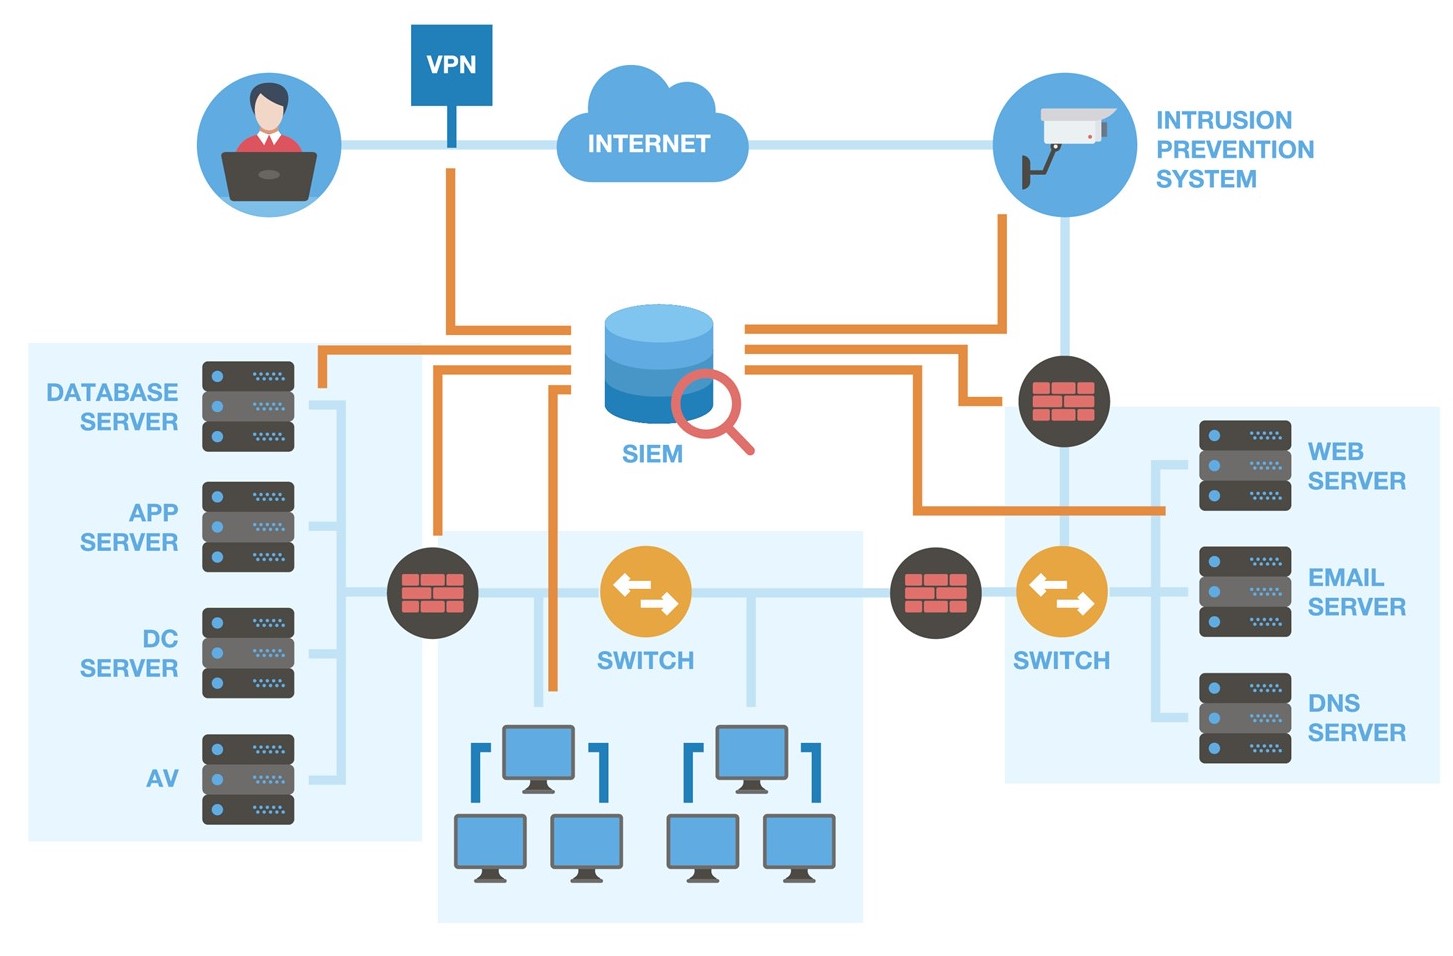 VPN
INTERNET
INTRUSION
PREVENTION
SYSTEM
SIEM
DATABASE
SERVER
APP
SERVER
DC
SERVER
AV
SWITCH
SWITCH
WEB
SERVER
EMAIL
SERVER
DNS
SERVER